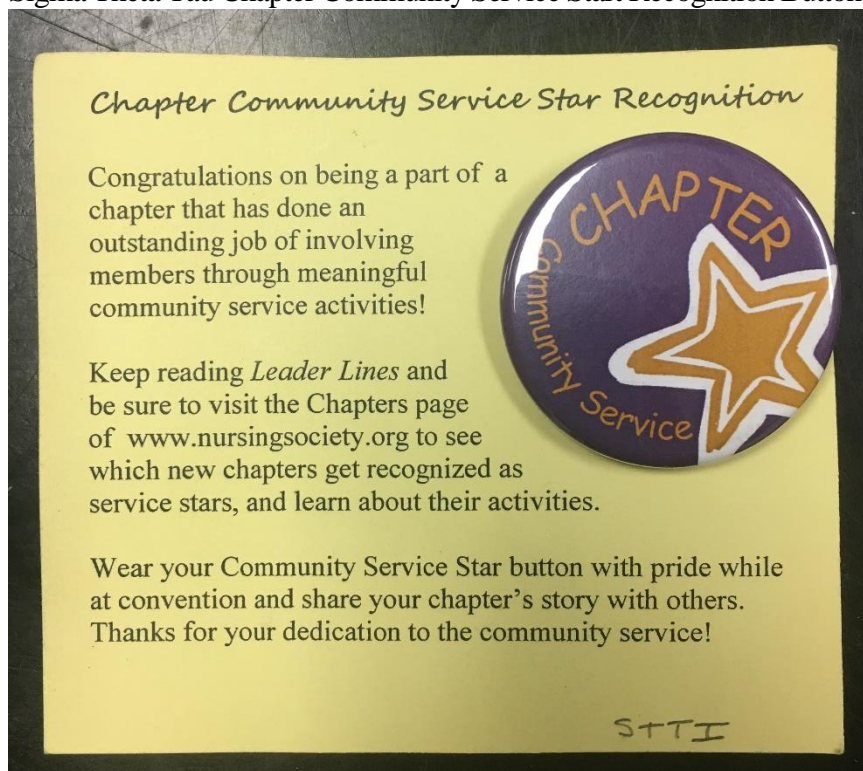 Sigma Theta Tau Chapter Community Service Start Recognition Button
Chapter Community Service Star Recognition
Congratulations on being a part of a
chapter that has done an
outstanding job of involving
members through meaningful
community service activities!
Keep reading Leader Lines and
be sure to visit the Chapters page
of www.nursingsociety.org to see
which new chapters get recognized as
service stars, and learn about their activities.
Wear your Community Service Star button with pride while
at convention and share your chapter's story with others.
Thanks for your dedication to the community service!
CHAPTER
Community Service
STTI